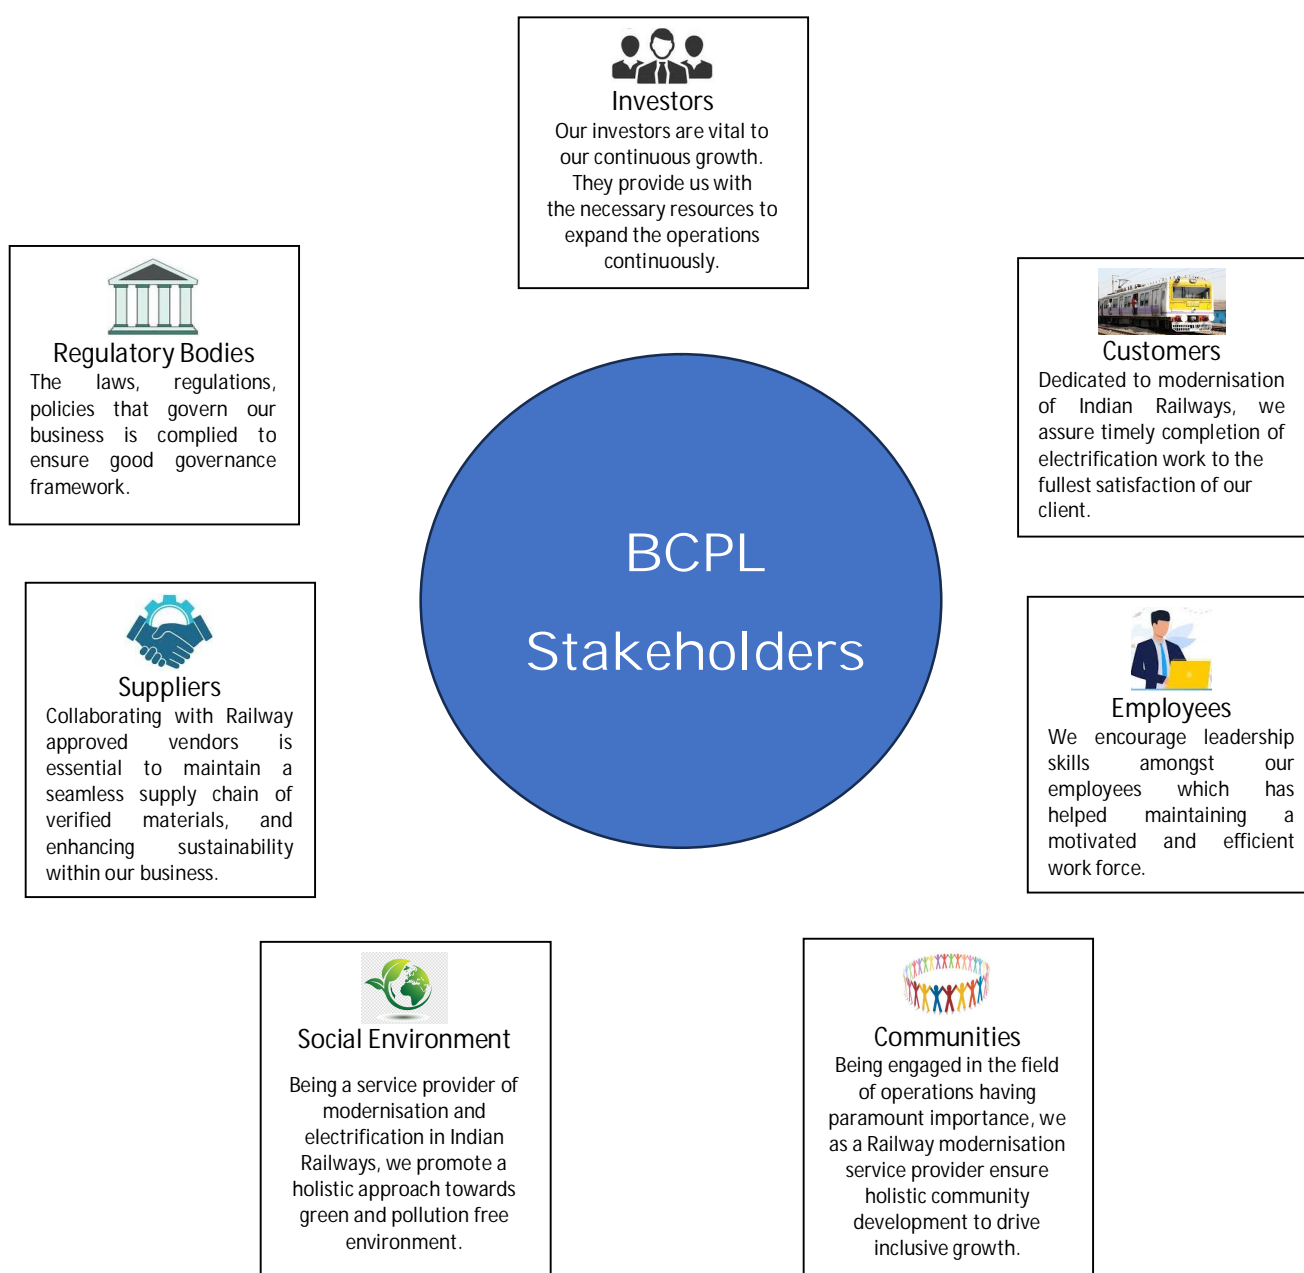 Investors
Our investors are vital to
our continuous growth.
They provide us with
the necessary resources to
expand the operations
continuously.
Regulatory Bodies
The laws, regulations,
policies that govern our
business is complied to
ensure good governance
framework.
Customers
Dedicated to modernisation
of Indian Railways, we
assure timely completion of
electrification work to the
fullest satisfaction of our
client.
BCPL
Stakeholders
Suppliers
Collaborating with Railway
approved vendors is
essential to maintain a
seamless supply chain of
verified materials, and
enhancing sustainability
within our business.
Employees
We encourage leadership
skills amongst our
employees which has
helped maintaining a
motivated and efficient
work force.
Social Environment
Being a service provider of
modernisation and
electrification in Indian
Railways, we promote a
holistic approach towards
green and pollution free
environment.
Communities
Being engaged in the field
of operations having
paramount importance, we
as a Railway modernisation
service provider ensure
holistic community
development to drive
inclusive growth.